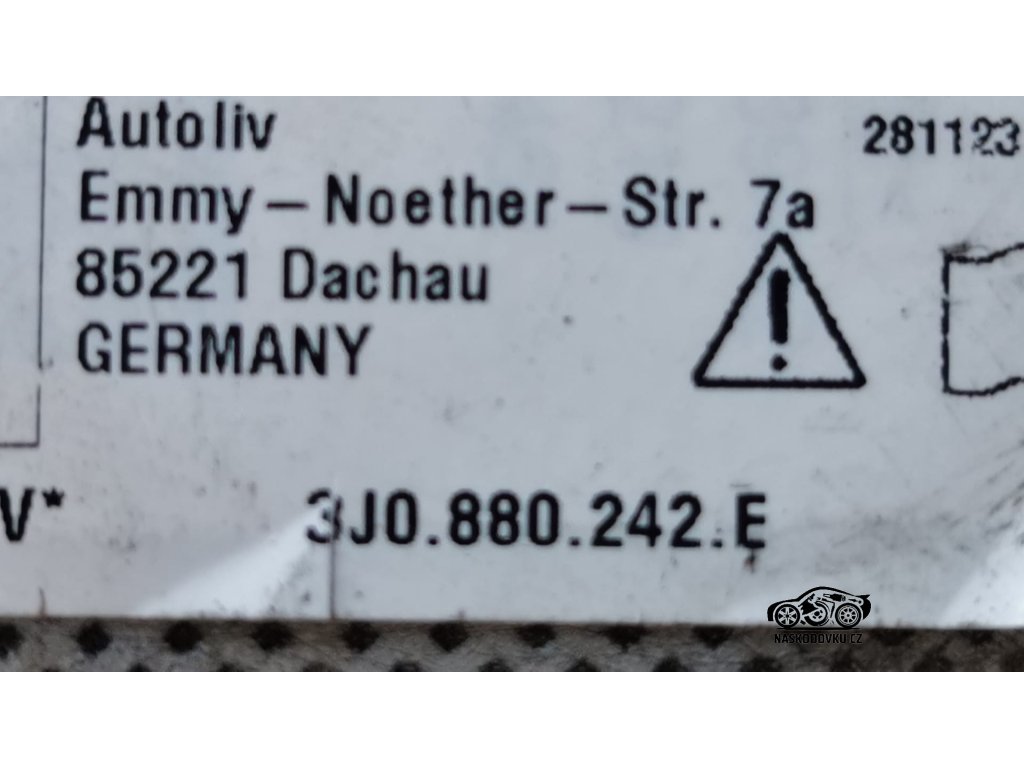 Autoliv
281123
Emmy – Noether – Str. 7a
85221 Dachau
GERMANY
V* 3J0.880.242.E
NASKODOVKU.CZ